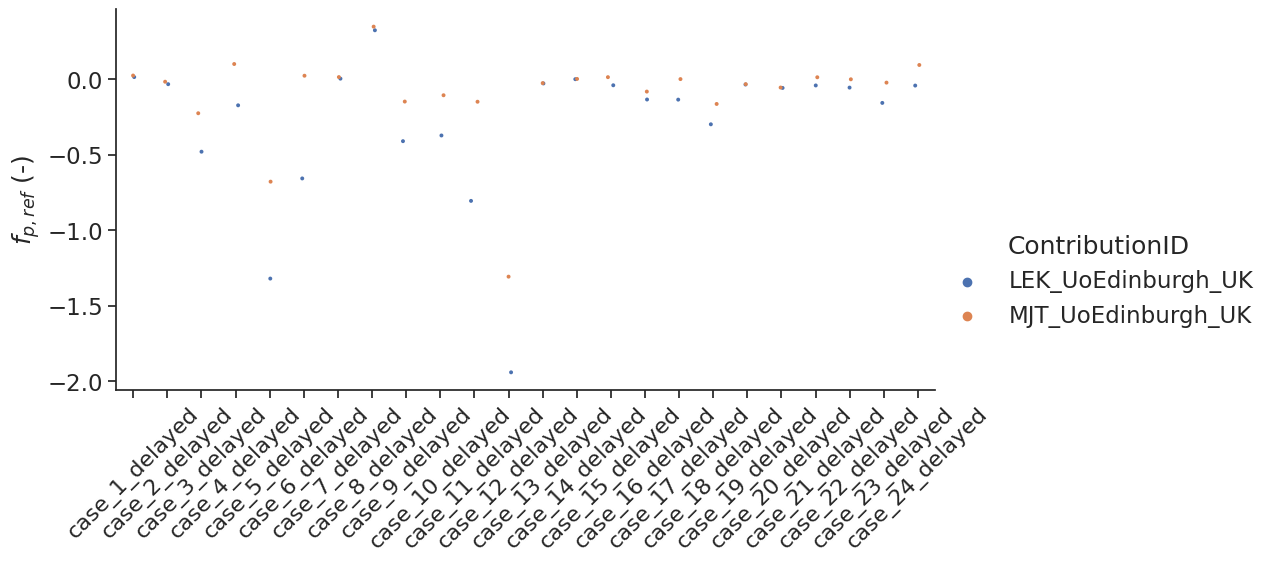 0.0
−0.5
−1.0
−1.5
−2.0
f_{p,ref} (-)
case_1_delayed
case_2_delayed
case_3_delayed
case_4_delayed
case_5_delayed
case_6_delayed
case_7_delayed
case_8_delayed
case_9_delayed
case_10_delayed
case_11_delayed
case_12_delayed
case_13_delayed
case_14_delayed
case_15_delayed
case_16_delayed
case_17_delayed
case_18_delayed
case_19_delayed
case_20_delayed
case_21_delayed
case_22_delayed
case_23_delayed
case_24_delayed
ContributionID
LEK_UoEdinburgh_UK
MJT_UoEdinburgh_UK